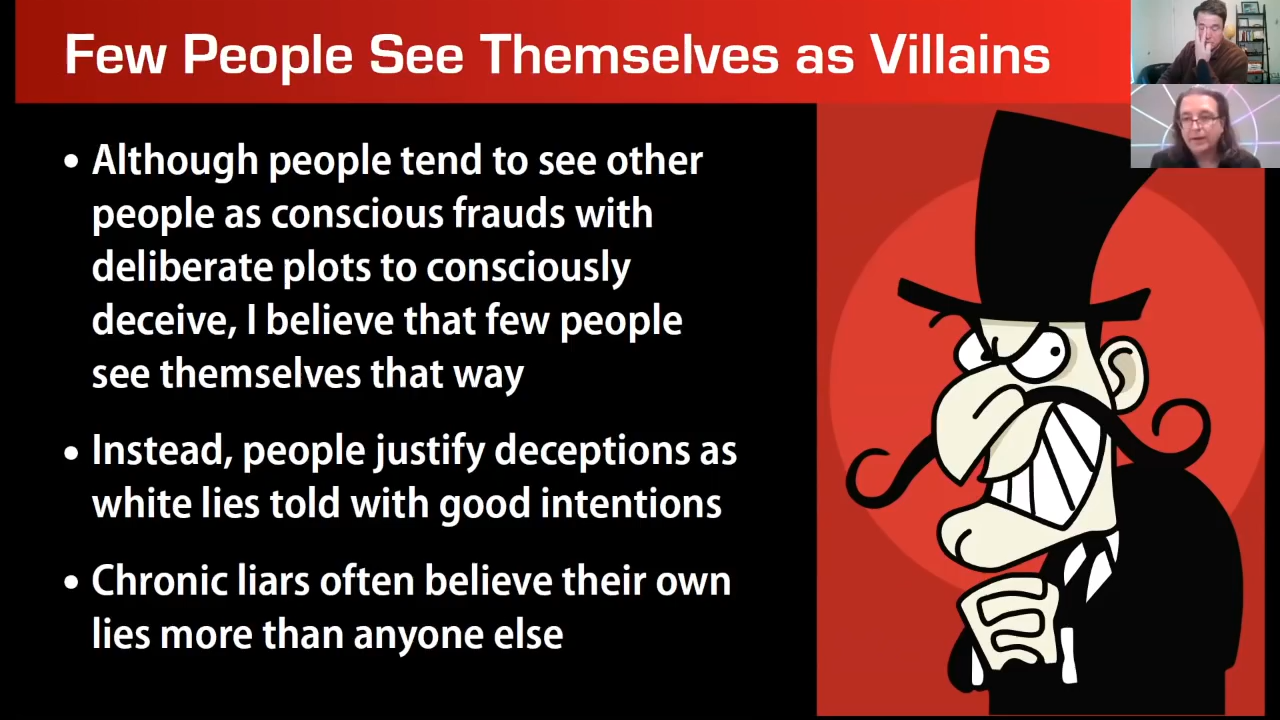 Few People See Themselves as Villains
• Although people tend to see other
people as conscious frauds with
deliberate plots to consciously
deceive, I believe that few people
see themselves that way
• Instead, people justify deceptions as
white lies told with good intentions
• Chronic liars often believe their own
lies more than anyone else